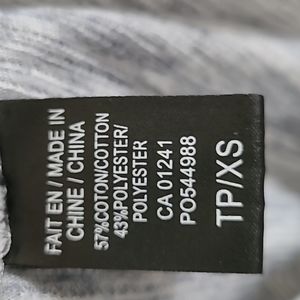 FAIT EN / MADE IN
CHINE / CHINA
57%COTON/COTTON
43%POLYESTER/
POLYESTER
CA 01241
PO544988
TP/XS